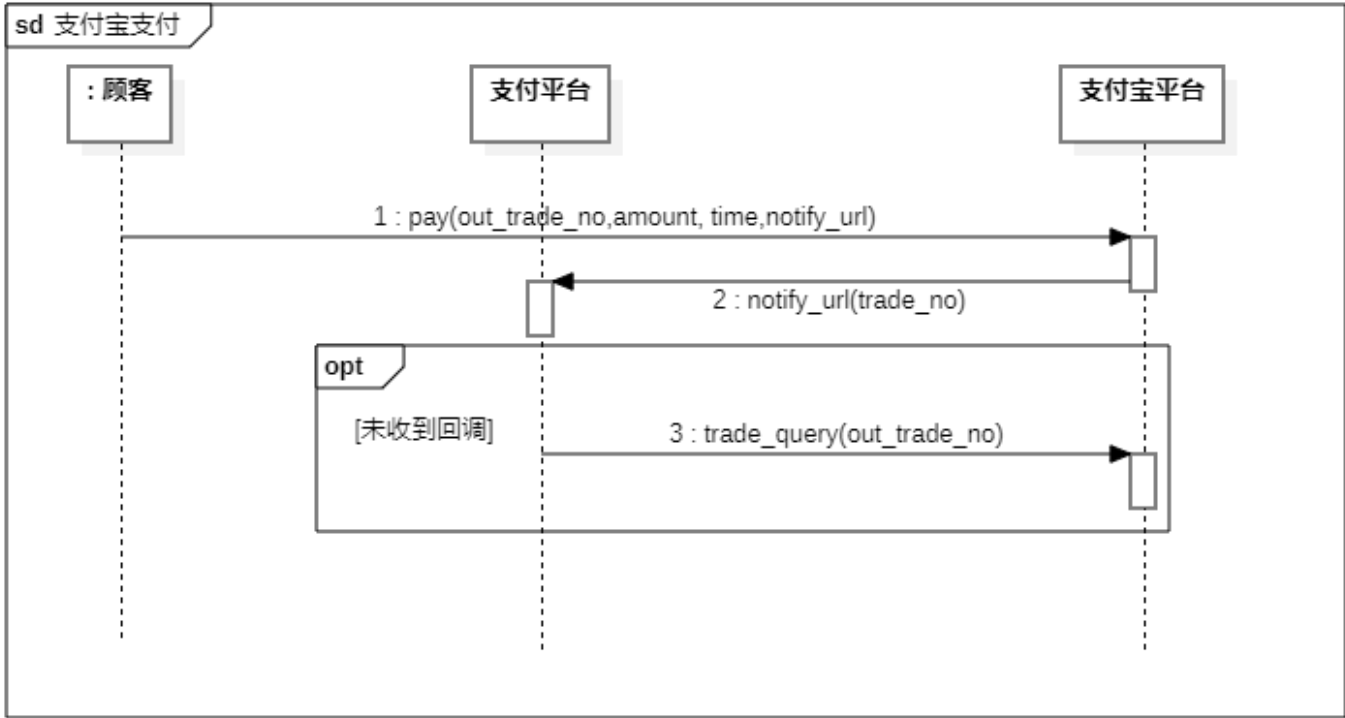 sd 支付宝支付
: 顾客
支付平台
支付宝平台
1 : pay(out_trade_no,amount, time,notify_url)
2 : notify_url(trade_no)
opt
[未收到回调]
3 : trade_query(out_trade_no)